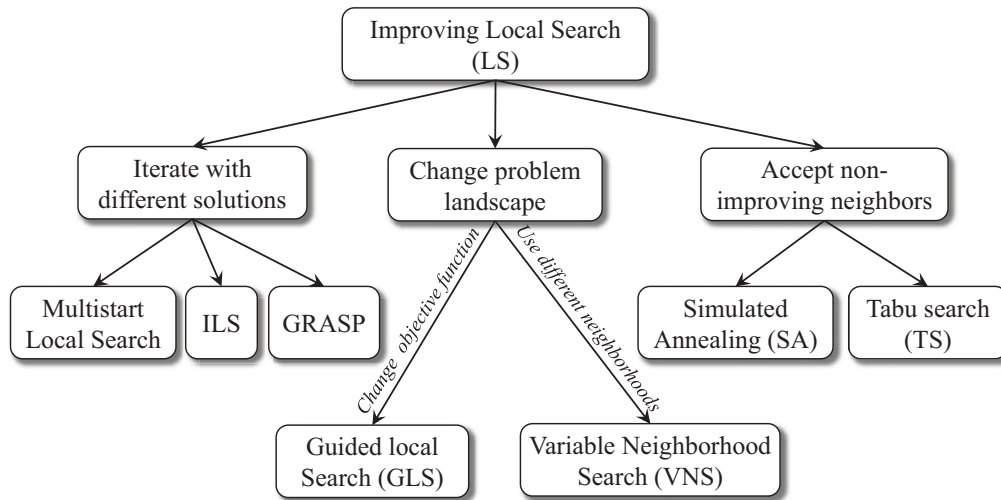 Improving Local Search
(LS)
Iterate with
different solutions
Change problem
landscape
Accept non-
improving neighbors
Change objective function
Use different neighborhoods
Multistart
Local Search
ILS
GRASP
Simulated
Annealing (SA)
Tabu search
(TS)
Guided local
Search (GLS)
Variable Neighborhood
Search (VNS)